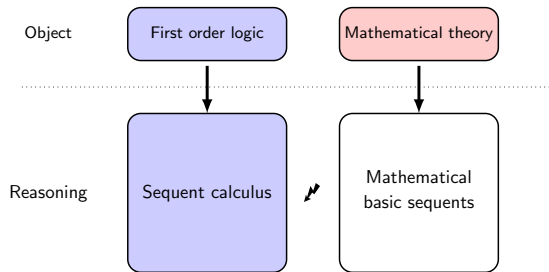 Object
First order logic
Mathematical theory
Reasoning
Sequent calculus
Mathematical
basic sequents